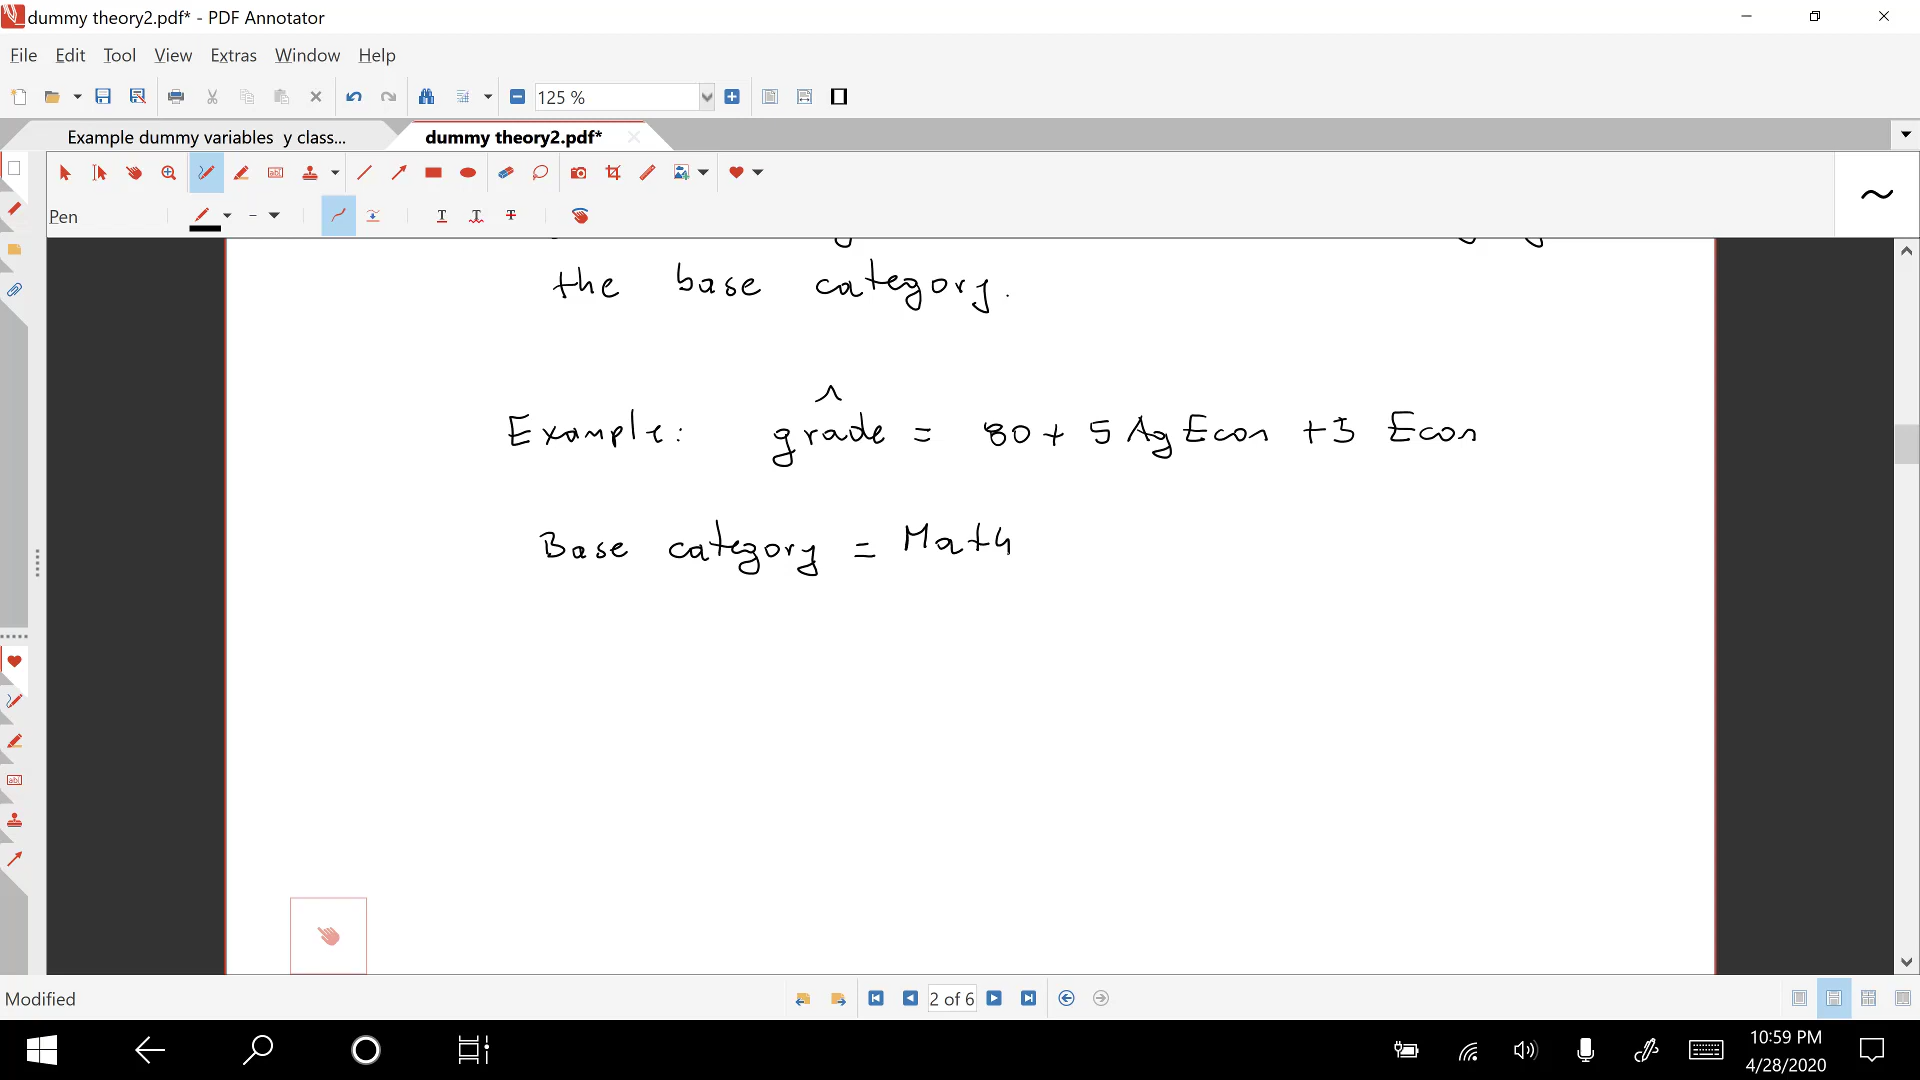 dummy theory2.pdf* - PDF Annotator
File Edit Tool View Extras Window Help
125 %
Example dummy variables y class...
dummy theory2.pdf*
Pen
the base category.
Example: grade^ = 80 + 5 AgEcon + 3 Econ
Base category = Math
Modified
2 of 6
10:59 PM
4/28/2020